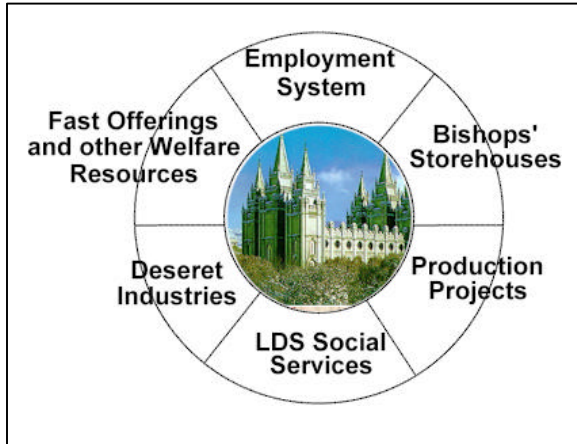 Employment
System
Fast Offerings
and other Welfare
Resources
Bishops'
Storehouses
Deseret
Industries
Production
Projects
LDS Social
Services